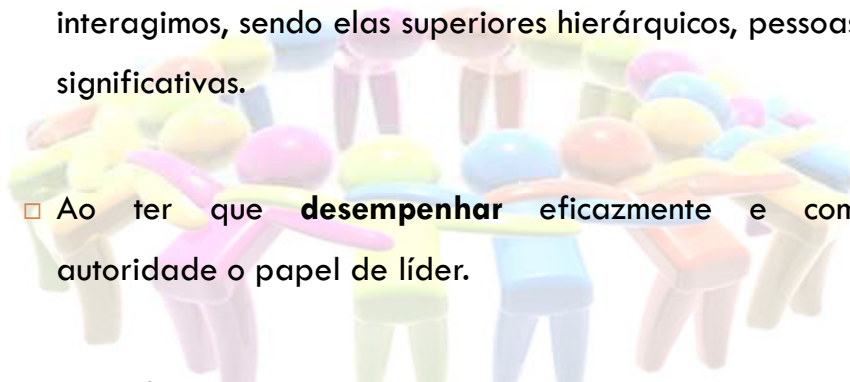 interagimos, sendo elas superiores hierárquicos, pessoas
significativas.
Ao ter que desempenhar eficazmente e com
autoridade o papel de líder.